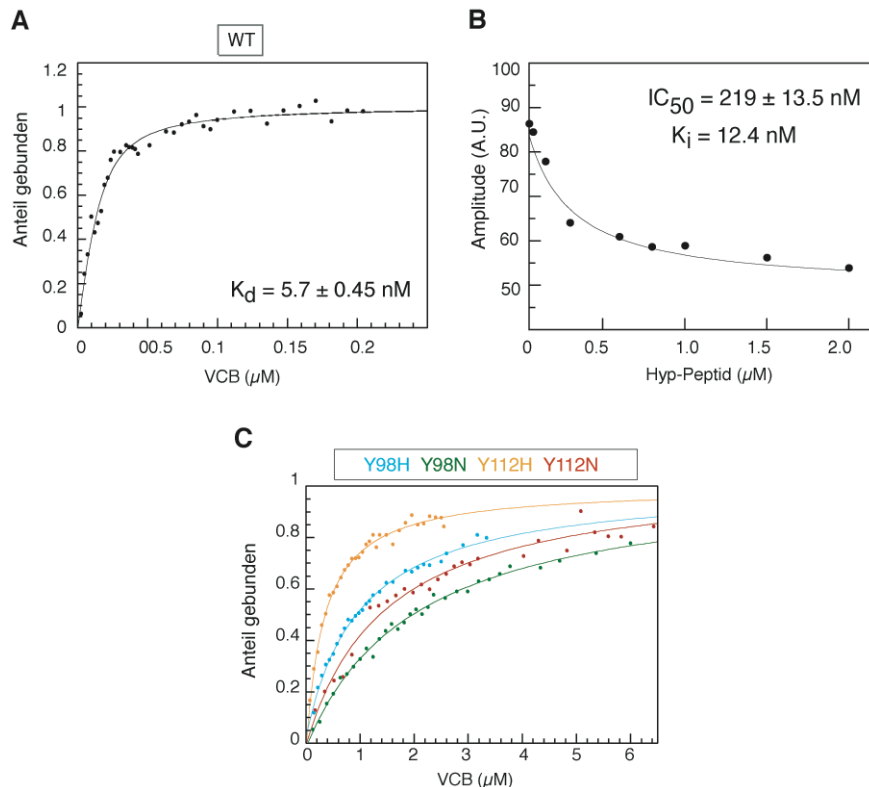 A
WT
Anteil gebunden
1.2
1
0.8
0.6
0.4
0.2
0
K_d = 5.7 ± 0.45 nM
0 00.5 0.1 0.15 0.2
VCB (µM)
B
Amplitude (A.U.)
100
90
80
70
60
50
IC_50 = 219 ± 13.5 nM
K_i = 12.4 nM
0 0.5 1.0 1.5 2.0
Hyp-Peptid (µM)
C
Y98H Y98N Y112H Y112N
Anteil gebunden
1
0.8
0.6
0.4
0.2
0
0 1 2 3 4 5 6
VCB (µM)